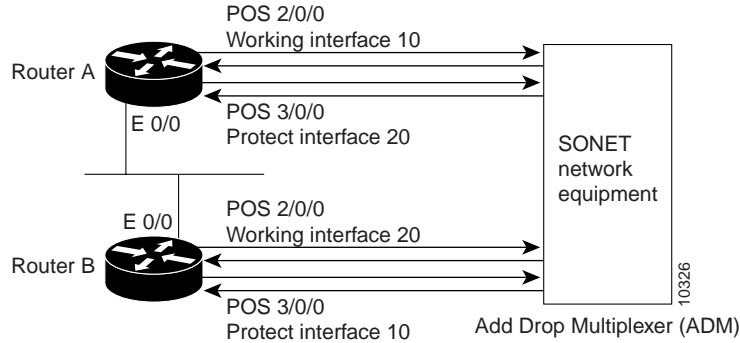 POS 2/0/0
Working interface 10
Router A
E 0/0
POS 3/0/0
Protect interface 20
SONET
network
equipment
E 0/0
POS 2/0/0
Working interface 20
Router B
POS 3/0/0
Protect interface 10
10326
Add Drop Multiplexer (ADM)